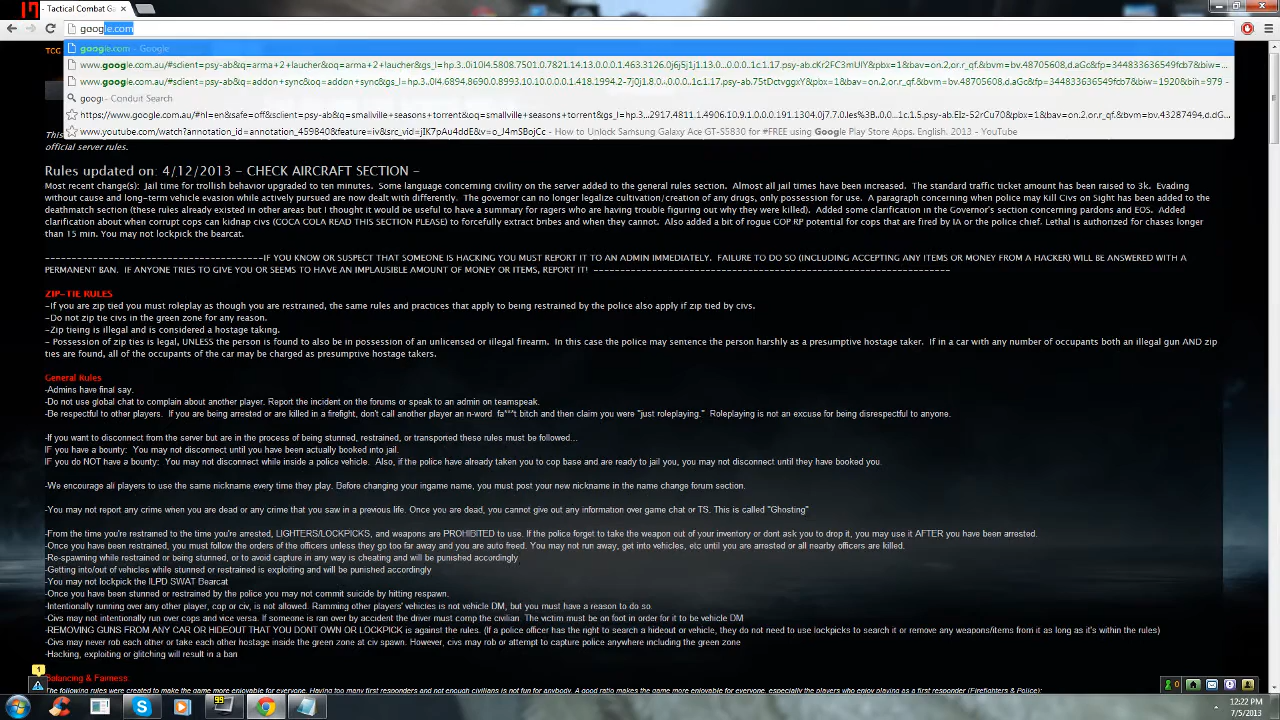 - Tactical Combat Ga
google.com
google.com - Google
www.google.com.au/#sclient=psy-ab&q=arma+2+laucher&oq=arma+2+laucher&gs_l=hp.3..0i10l4.5808.7501.0.7821.14.13.0.0.0.1.463.3126.0j6j5j1j1.13.0...0.0...1c.1.17.psy-ab.
www.google.com.au/#sclient=psy-ab&q=addon+sync&oq=addon+sync&gs_l=hp.3..0l4.6894.8690.0.8993.10.10.0.0.0.1.418.1994.2-7j0j1.8.0...0.0...1c.1.17.psy-ab.
goog - Conduit Search
https://www.google.com.au/#hl=en&safe=off&sclient=psy-ab&q=smallville+seasons+torrent&oq=smallville+seasons+torrent&gs_l=hp.3...2917.4811.1.4906.10.9.1.0.0.0.191.1304.0j7.7.0.
www.youtube.com/watch?annotation_id=annotation_459840&feature=iv&src_vid=jIK7pAu4ddE&v=o_J4mSBojCc - How to Unlock Samsung Galaxy Ace GT-S5830 for #FREE using Google Play Store Apps. English. 2013 - YouTube
TCG
This
official server rules.
Rules updated on: 4/12/2013 - CHECK AIRCRAFT SECTION -
Most recent change(s): Jail time for trollish behavior upgraded to ten minutes. Some language concerning civility on the server added to the general rules section. Almost all jail times have been increased. The standard traffic ticket amount has been raised to 3k. Evading
without cause and long-term vehicle evasion while actively pursued are now dealt with differently. The governor can no longer legalize cultivation/creation of any drugs, only possession for use. A paragraph concerning when police may Kill Civs on Sight has been added to the
deathmatch section (these rules already existed in other areas but I thought it would be useful to have a summary for ragers who are having trouble figuring out why they were killed). Added some clarification in the Governor's section concerning pardons and EOS. Added
clarification about when corrupt cops can kidnap civs (COCA COLA READ THIS SECTION PLEASE) to forcefully extract bribes and when they cannot. Also added a bit of rogue COP RP potential for cops that are fired by IA or the police chief. Lethal is authorized for chases longer
than 15 min. You may not lockpick the bearcat.
----------------------------------------IF YOU KNOW OR SUSPECT THAT SOMEONE IS HACKING YOU MUST REPORT IT TO AN ADMIN IMMEDIATELY. FAILURE TO DO SO (INCLUDING ACCEPTING ANY ITEMS OR MONEY FROM A HACKER) WILL BE ANSWERED WITH A
PERMANENT BAN. IF ANYONE TRIES TO GIVE YOU OR SEEMS TO HAVE AN IMPLAUSIBLE AMOUNT OF MONEY OR ITEMS, REPORT IT! ----------------------------------------------------------------
ZIP-TIE RULES
-If you are zip tied you must roleplay as though you are restrained, the same rules and practices that apply to being restrained by the police also apply if zip tied by civs.
-Do not zip tie civs in the green zone for any reason.
-Zip tieing is illegal and is considered a hostage taking.
- Possession of zip ties is legal, UNLESS the person is found to also be in possession of an unlicensed or illegal firearm. In this case the police may sentence the person harshly as a presumptive hostage taker. If in a car with any number of occupants both an illegal gun AND zip
ties are found, all of the occupants of the car may be charged as presumptive hostage takers.
General Rules
-Admins have final say.
-Do not use global chat to complain about another player. Report the incident on the forums or speak to an admin on teamspeak.
-Be respectful to other players. If you are being arrested or are killed in a firefight, don't call another player an n-word fa***t bitch and then claim you were "just roleplaying." Roleplaying is not an excuse for being disrespectful to anyone.
-If you want to disconnect from the server but are in the process of being stunned, restrained, or transported these rules must be followed...
IF you have a bounty: You may not disconnect until you have been actually booked into jail.
IF you do NOT have a bounty: You may not disconnect while inside a police vehicle. Also, if the police have already taken you to cop base and are ready to jail you, you may not disconnect until they have booked you.
-We encourage all players to use the same nickname every time they play. Before changing your ingame name, you must post your new nickname in the name change forum section.
-You may not report any crime when you are dead or any crime that you saw in a previous life. Once you are dead, you cannot give out any information over game chat or TS. This is called "Ghosting"
-From the time you're restrained to the time you're arrested, LIGHTERS/LOCKPICKS, and weapons are PROHIBITED to use. If the police forget to take the weapon out of your inventory or dont ask you to drop it, you may use it AFTER you have been arrested.
-Once you have been restrained, you must follow the orders of the officers unless they go too far away and you are auto freed. You may not run away, get into vehicles, etc until you are arrested or all nearby officers are killed.
-Re-spawning while restrained or being stunned, or to avoid capture in any way is cheating and will be punished accordingly.
-Getting into/out of vehicles while stunned or restrained is exploiting and will be punished accordingly
-You may not lockpick the ILPD SWAT Bearcat
-Once you have been stunned or restrained by the police you may not commit suicide by hitting respawn.
-Intentionally running over any other player, cop or civ, is not allowed. Ramming other players' vehicles is not vehicle DM, but you must have a reason to do so.
-Civs may not intentionally run over cops and vice versa. If someone is ran over by accident the driver must comp the civilian. The victim must be on foot in order for it to be vehicle DM
-REMOVING GUNS FROM ANY CAR OR HIDEOUT THAT YOU DONT OWN OR LOCKPICK is against the rules. (If a police officer has the right to search a hideout or vehicle, they do not need to use lockpicks to search it or remove any weapons/items from it as long as it's within the rules)
-Civs may never rob each other or take each other hostage inside the green zone at civ spawn. However, civs may rob or attempt to capture police anywhere including the green zone
-Hacking, exploiting or glitching will result in a ban
Balancing & Fairness
The following rules were created to make the game more enjoyable for everyone. Having too many first responders and not enough civilians is not fun for anybody. A good ratio makes the game more enjoyable for everyone, especially the players who enjoy playing as a first responder (Firefighters & Police):
1
0
99
12:22 PM
7/5/2013